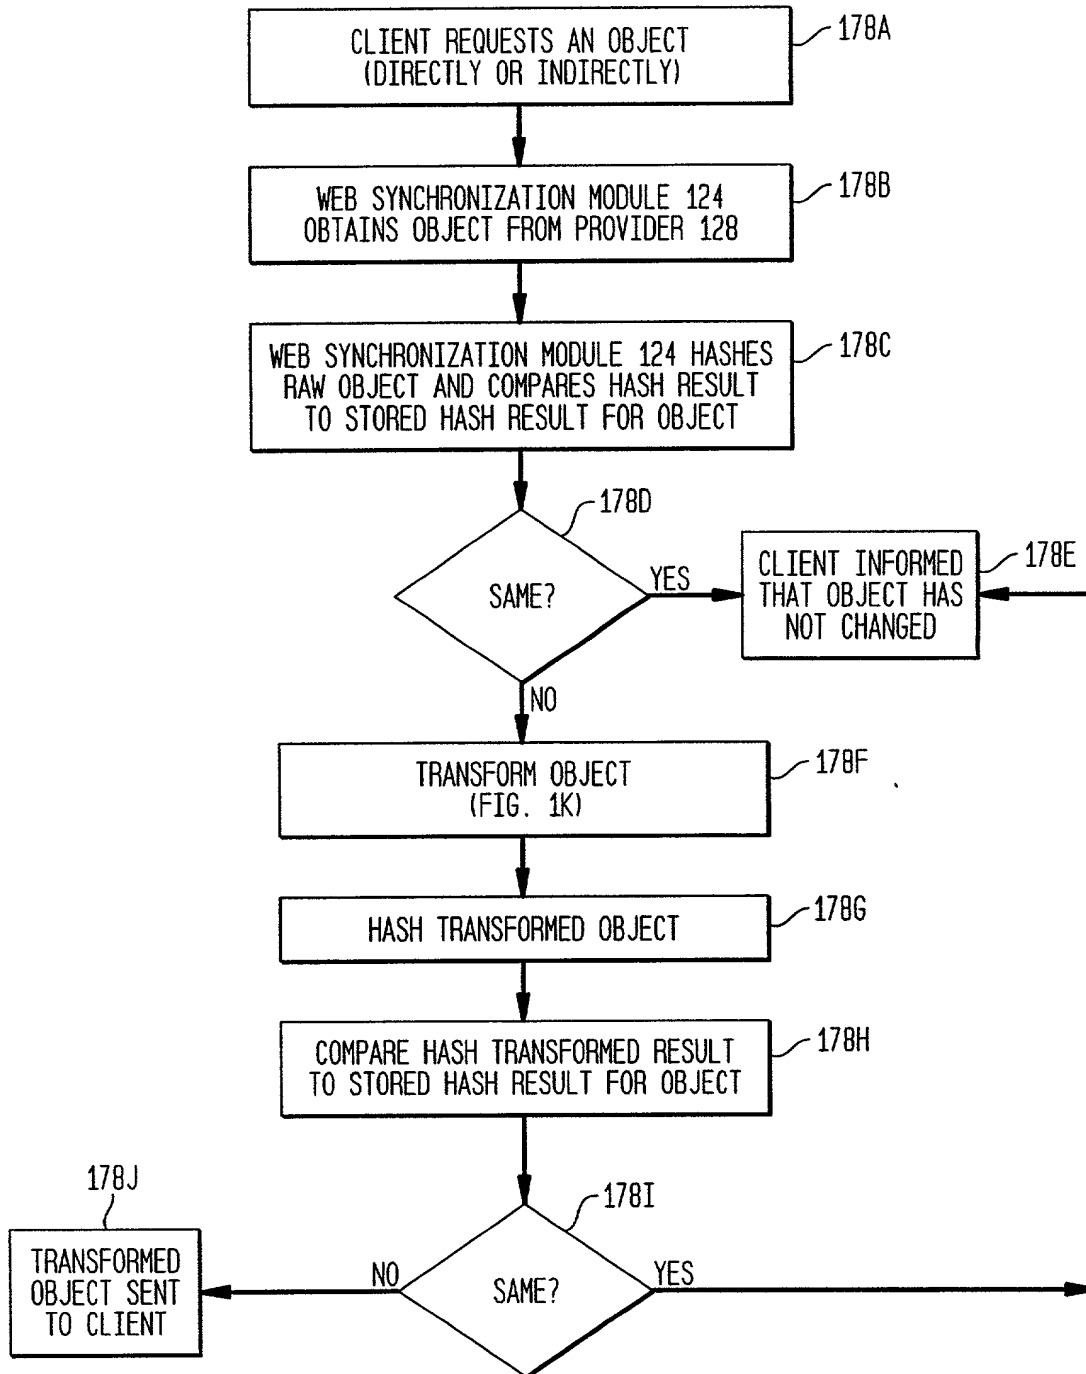 CLIENT REQUESTS AN OBJECT
(DIRECTLY OR INDIRECTLY)
178A
WEB SYNCHRONIZATION MODULE 124
OBTAINS OBJECT FROM PROVIDER 128
178B
WEB SYNCHRONIZATION MODULE 124 HASHES
RAW OBJECT AND COMPARES HASH RESULT
TO STORED HASH RESULT FOR OBJECT
178C
178D
SAME?
YES
CLIENT INFORMED
THAT OBJECT HAS
NOT CHANGED
178E
NO
TRANSFORM OBJECT
(FIG. 1K)
178F
HASH TRANSFORMED OBJECT
178G
COMPARE HASH TRANSFORMED RESULT
TO STORED HASH RESULT FOR OBJECT
178H
178I
SAME?
YES
NO
178J
TRANSFORMED
OBJECT SENT
TO CLIENT